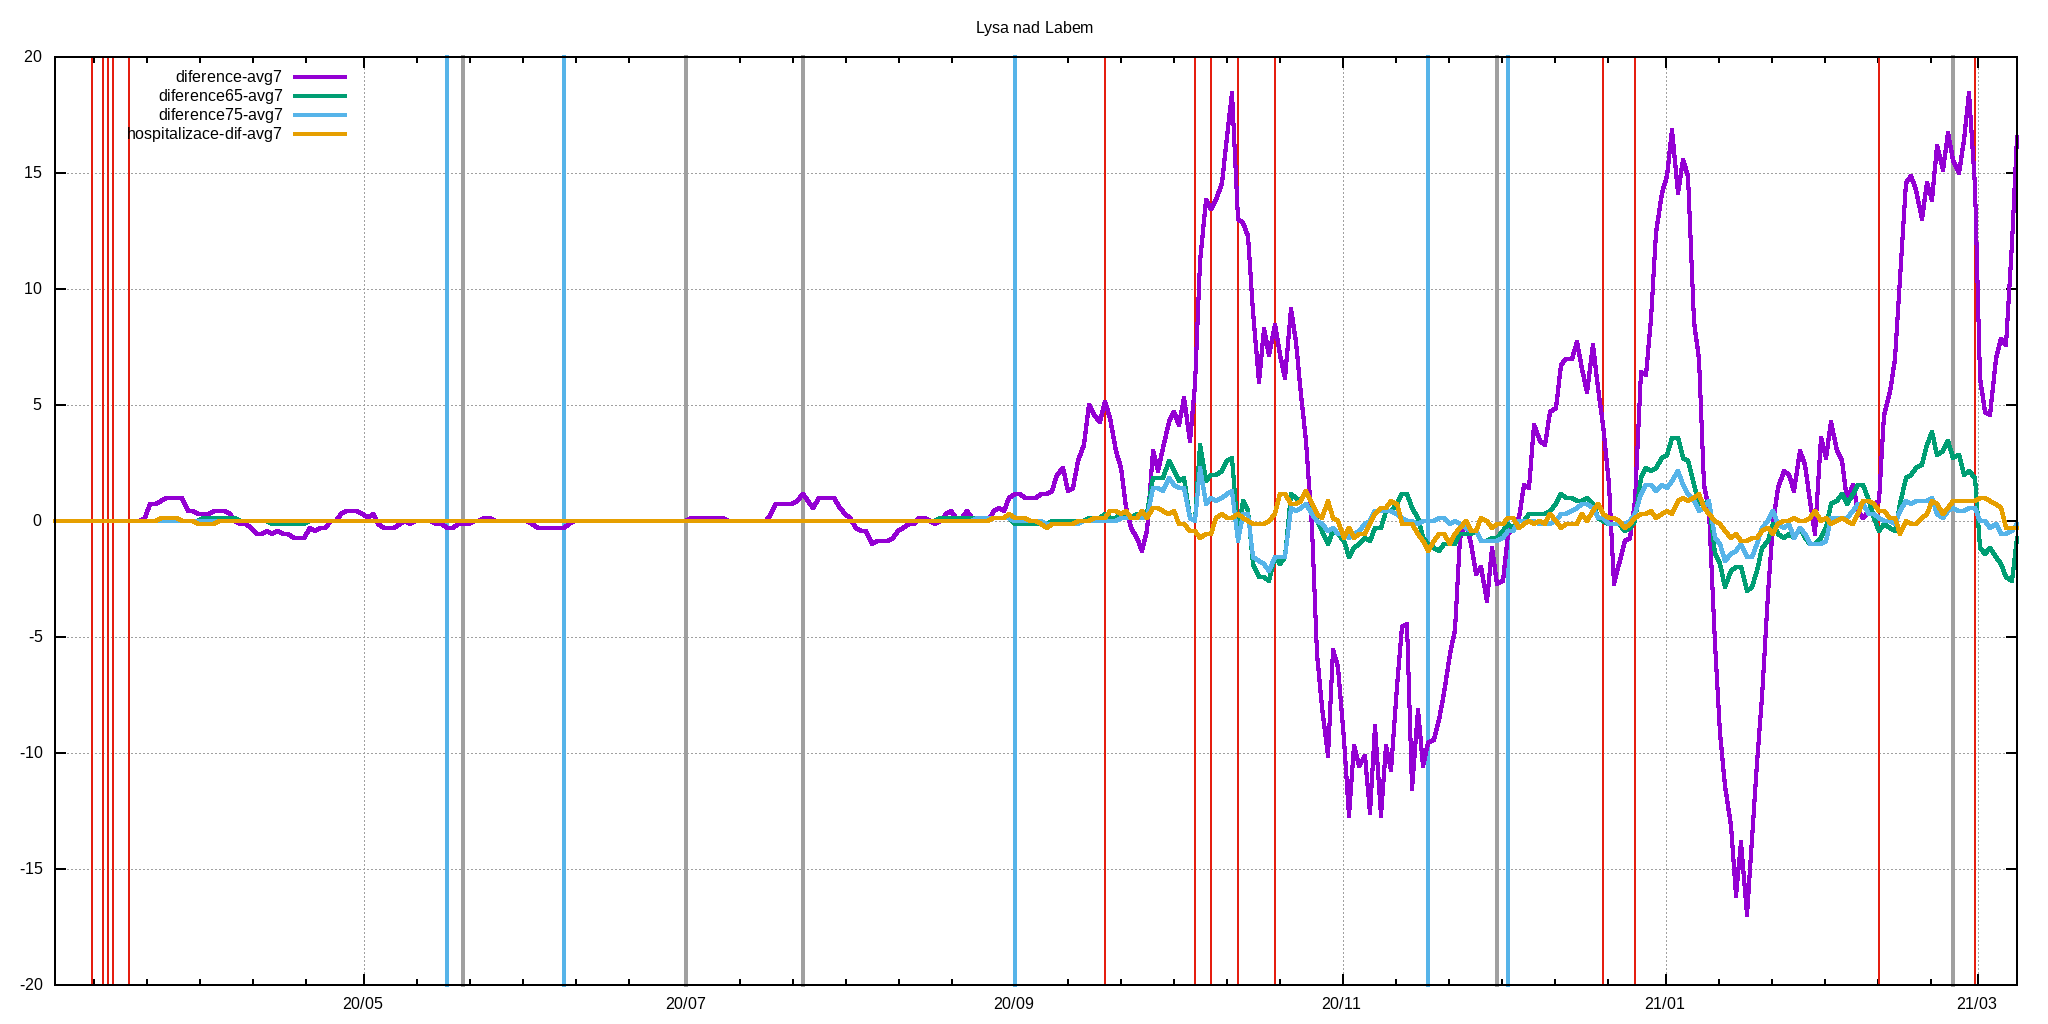 Lysa nad Labem
diference-avg7
diference65-avg7
diference75-avg7
hospitalizace-dif-avg7
20
15
10
5
0
-5
-10
-15
-20
20/05 20/07 20/09 20/11 21/01 21/03